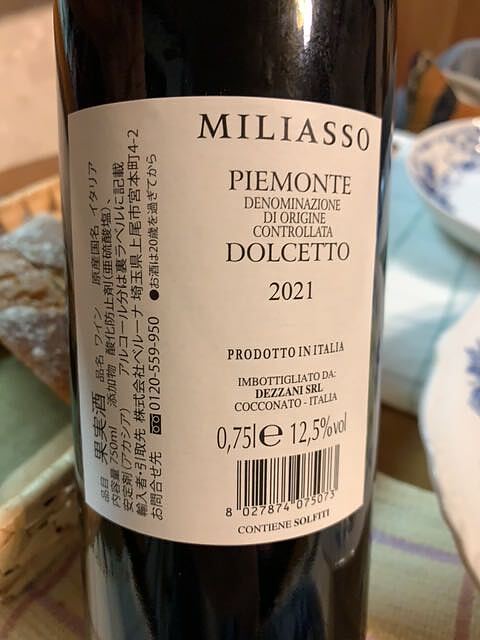 MILIASSO
PIEMONTE
DENOMINAZIONE
DI ORIGINE
CONTROLLATA
DOLCETTO
2021
PRODOTTO IN ITALIA
IMBOTTIGLIATO DA:
DEZZANI SRL
COCCONATO - ITALIA
0,75l e 12,5%vol
8 027874 075073
CONTIENE SOLFITI
品目 果実酒 品名 ワイン 原産国名 イタリア
内容量 750ml 添加物 酸化防止剤(亜硫酸塩)、
安定剤(アカシア) アルコール分は裏ラベルに記載
輸入者・引取先 株式会社ベルーナ 埼玉県上尾市宮本町4-2
お問合せ先 0120-559-950 ●お酒は20歳を過ぎてから